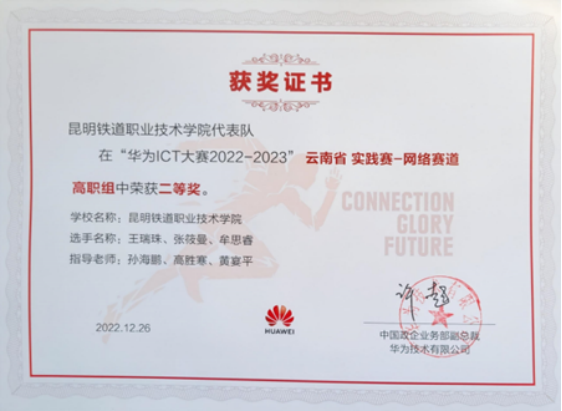 获奖证书
昆明铁道职业技术学院代表队
在“华为ICT大赛2022-2023” 云南省 实践赛-网络赛道
高职组中荣获二等奖。
学校名称：昆明铁道职业技术学院
选手名称：王瑞珠、张筱曼、牟思睿
指导老师：孙海鹏、高胜寒、黄宴平
CONNECTION
GLORY
FUTURE
2022.12.26
HUAWEI
中国政企业务部副总裁
华为技术有限公司